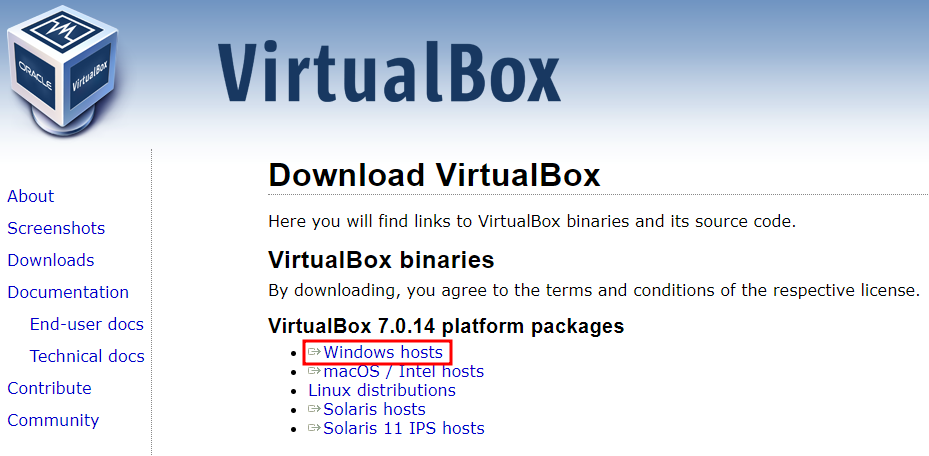 ORACLE
VirtualBox
VirtualBox
About
Screenshots
Downloads
Documentation
End-user docs
Technical docs
Contribute
Community
Download VirtualBox
Here you will find links to VirtualBox binaries and its source code.
VirtualBox binaries
By downloading, you agree to the terms and conditions of the respective license.
VirtualBox 7.0.14 platform packages
Windows hosts
macOS / Intel hosts
Linux distributions
Solaris hosts
Solaris 11 IPS hosts